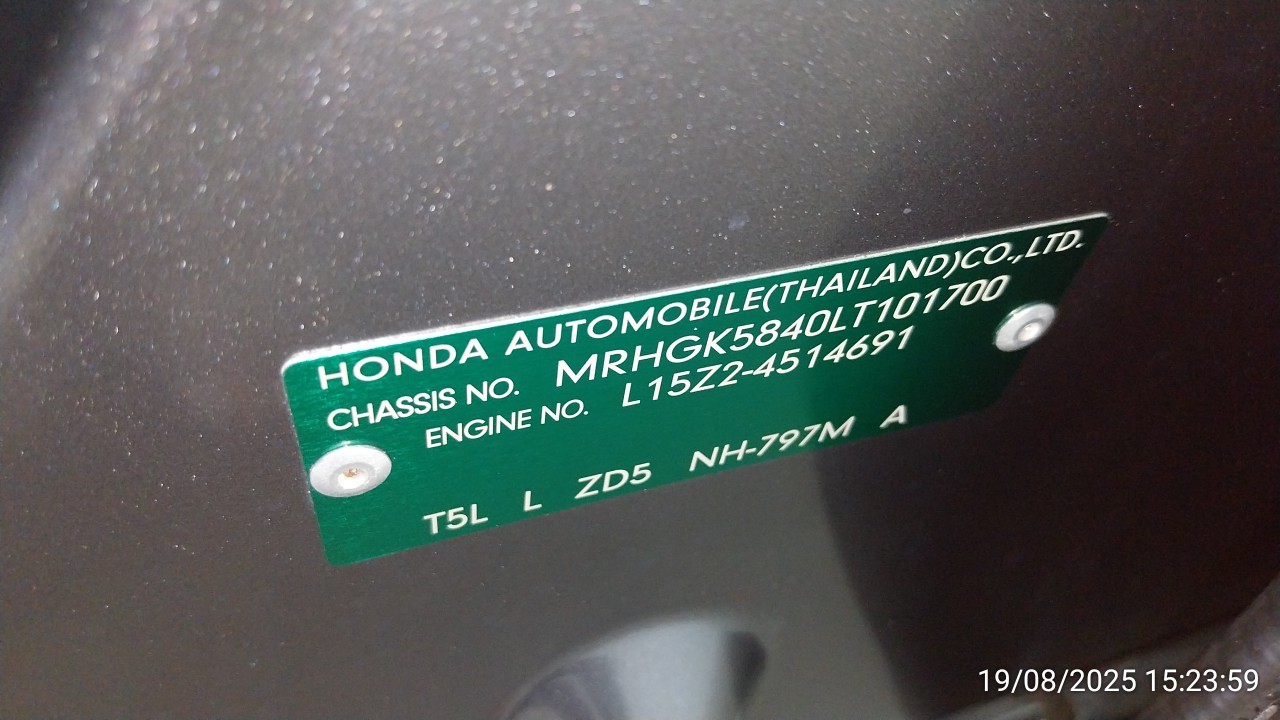 HONDA AUTOMOBILE(THAILAND)CO.,LTD.
CHASSIS NO. MRHGK5840LT101700
ENGINE NO. L15Z2-4514691
T5L L ZD5 NH-797M A
19/08/2025 15:23:59